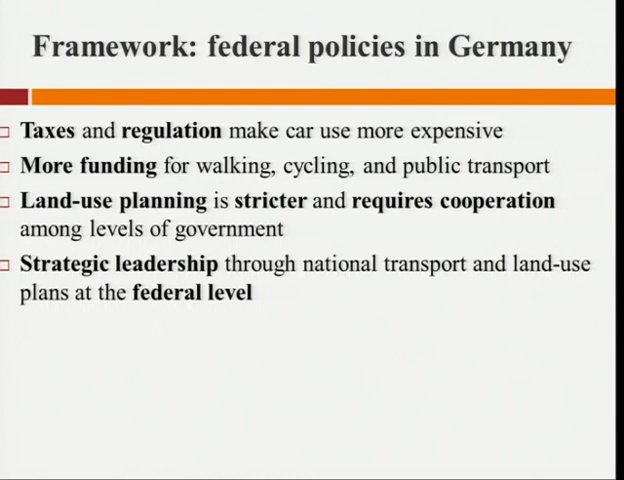 Framework: federal policies in Germany
Taxes and regulation make car use more expensive
More funding for walking, cycling, and public transport
Land-use planning is stricter and requires cooperation
among levels of government
Strategic leadership through national transport and land-use
plans at the federal level